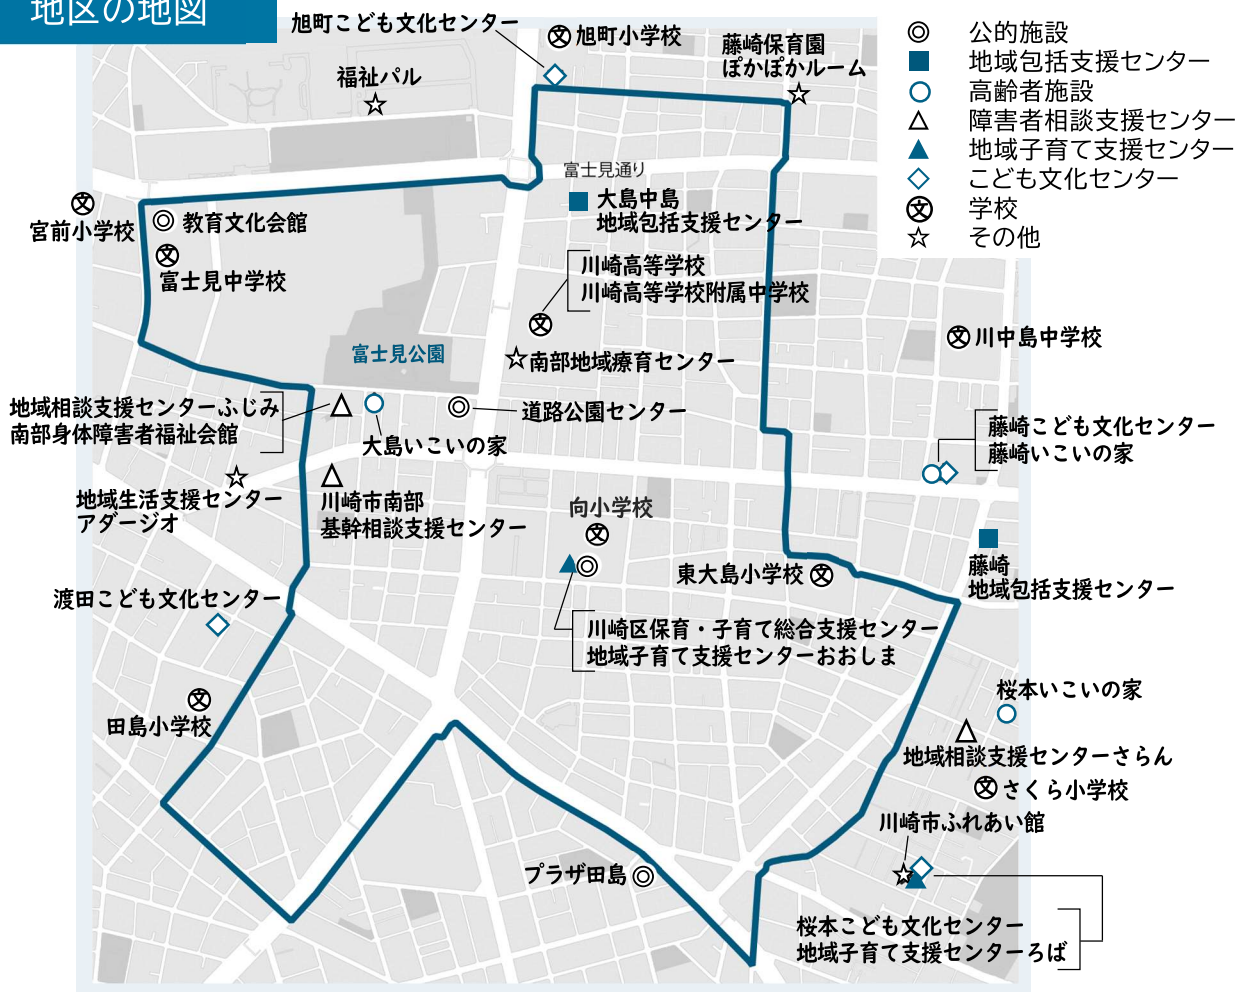 地区の地図
旭町こども文化センター
旭町小学校
藤崎保育園
ぽかぽかルーム
福祉パル
公的施設
地域包括支援センター
高齢者施設
障害者相談支援センター
地域子育て支援センター
こども文化センター
学校
その他
富士見通り
大島中島
地域包括支援センター
宮前小学校
教育文化会館
富士見中学校
川崎高等学校
川崎高等学校附属中学校
川中島中学校
富士見公園
南部地域療育センター
地域相談支援センターふじみ
南部身体障害者福祉会館
道路公園センター
大島いこいの家
藤崎こども文化センター
藤崎いこいの家
地域生活支援センター
アダージオ
川崎市南部
基幹相談支援センター
向小学校
東大島小学校
藤崎
地域包括支援センター
渡田こども文化センター
川崎区保育・子育て総合支援センター
地域子育て支援センターおおしま
田島小学校
桜本いこいの家
地域相談支援センターさらん
さくら小学校
川崎市ふれあい館
プラザ田島
桜本こども文化センター
地域子育て支援センターろば